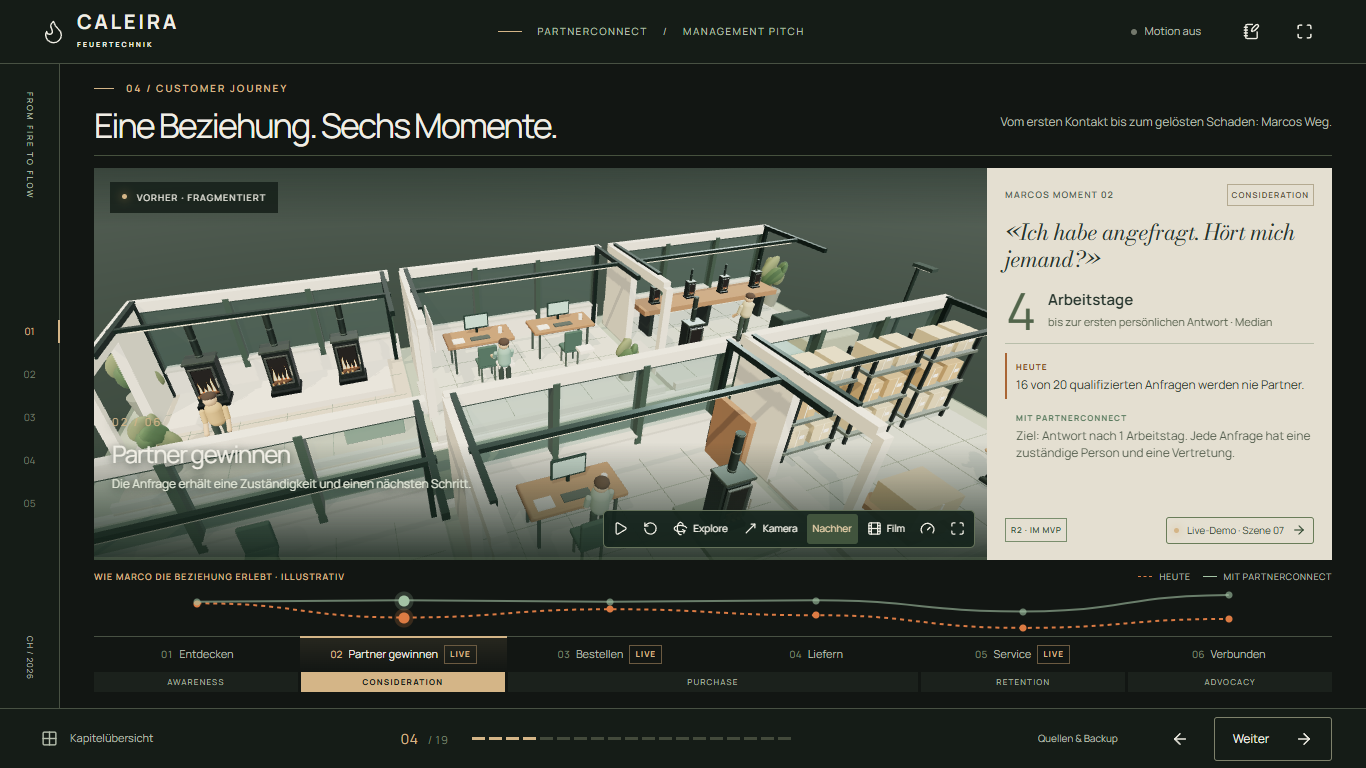 CALEIRA
FEUERTECHNIK
PARTNERCONNECT / MANAGEMENT PITCH
Motion aus
FROM FIRE TO FLOW
01
02
03
04
05
CH / 2026
04 / CUSTOMER JOURNEY
Eine Beziehung. Sechs Momente.
Vom ersten Kontakt bis zum gelösten Schaden: Marcos Weg.
VORHER · FRAGMENTIERT
02 / 06
Partner gewinnen
Die Anfrage erhält eine Zuständigkeit und einen nächsten Schritt.
Explore Kamera Nachher Film
MARCOS MOMENT 02
CONSIDERATION
«Ich habe angefragt. Hört mich
jemand?»
4 Arbeitstage
bis zur ersten persönlichen Antwort · Median
HEUTE
16 von 20 qualifizierten Anfragen werden nie Partner.
MIT PARTNERCONNECT
Ziel: Antwort nach 1 Arbeitstag. Jede Anfrage hat eine
zuständige Person und eine Vertretung.
R2 · IM MVP
Live-Demo · Szene 07
WIE MARCO DIE BEZIEHUNG ERLEBT · ILLUSTRATIV
HEUTE MIT PARTNERCONNECT
01 Entdecken
02 Partner gewinnen LIVE
03 Bestellen LIVE
04 Liefern
05 Service LIVE
06 Verbunden
AWARENESS
CONSIDERATION
PURCHASE
RETENTION
ADVOCACY
Kapitelübersicht
04 / 19
Quellen & Backup
Weiter